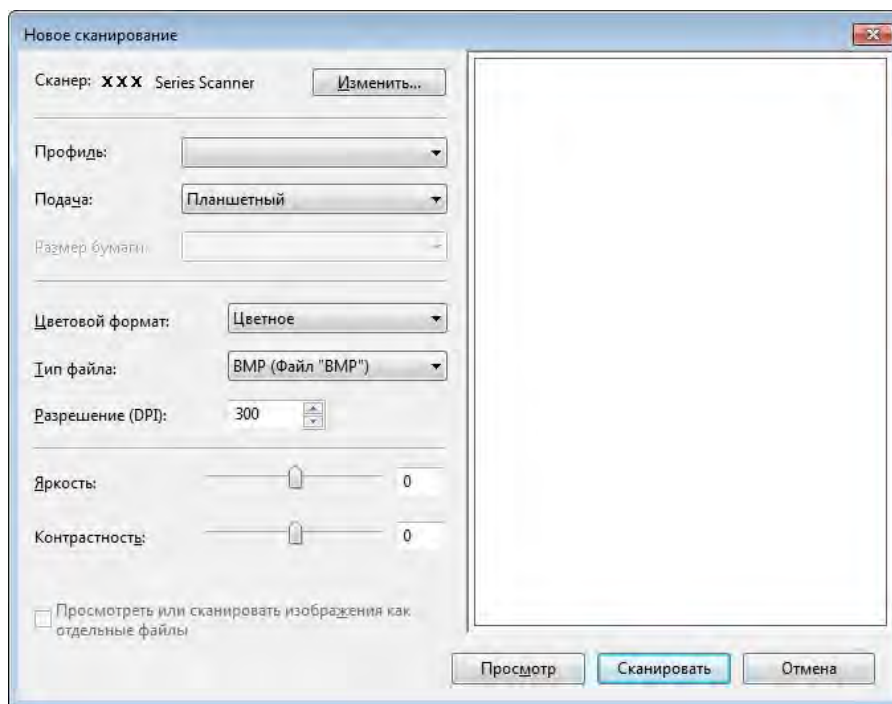 Новое сканирование
Сканер: XXX Series Scanner Изменить...
Профиль:
Подача: Планшетный
Размер бумаги:
Цветовой формат: Цветное
Тип файла: BMP (Файл "BMP")
Разрешение (DPI): 300
Яркость: 0
Контрастность: 0
Просмотреть или сканировать изображения как
отдельные файлы
Просмотр Сканировать Отмена